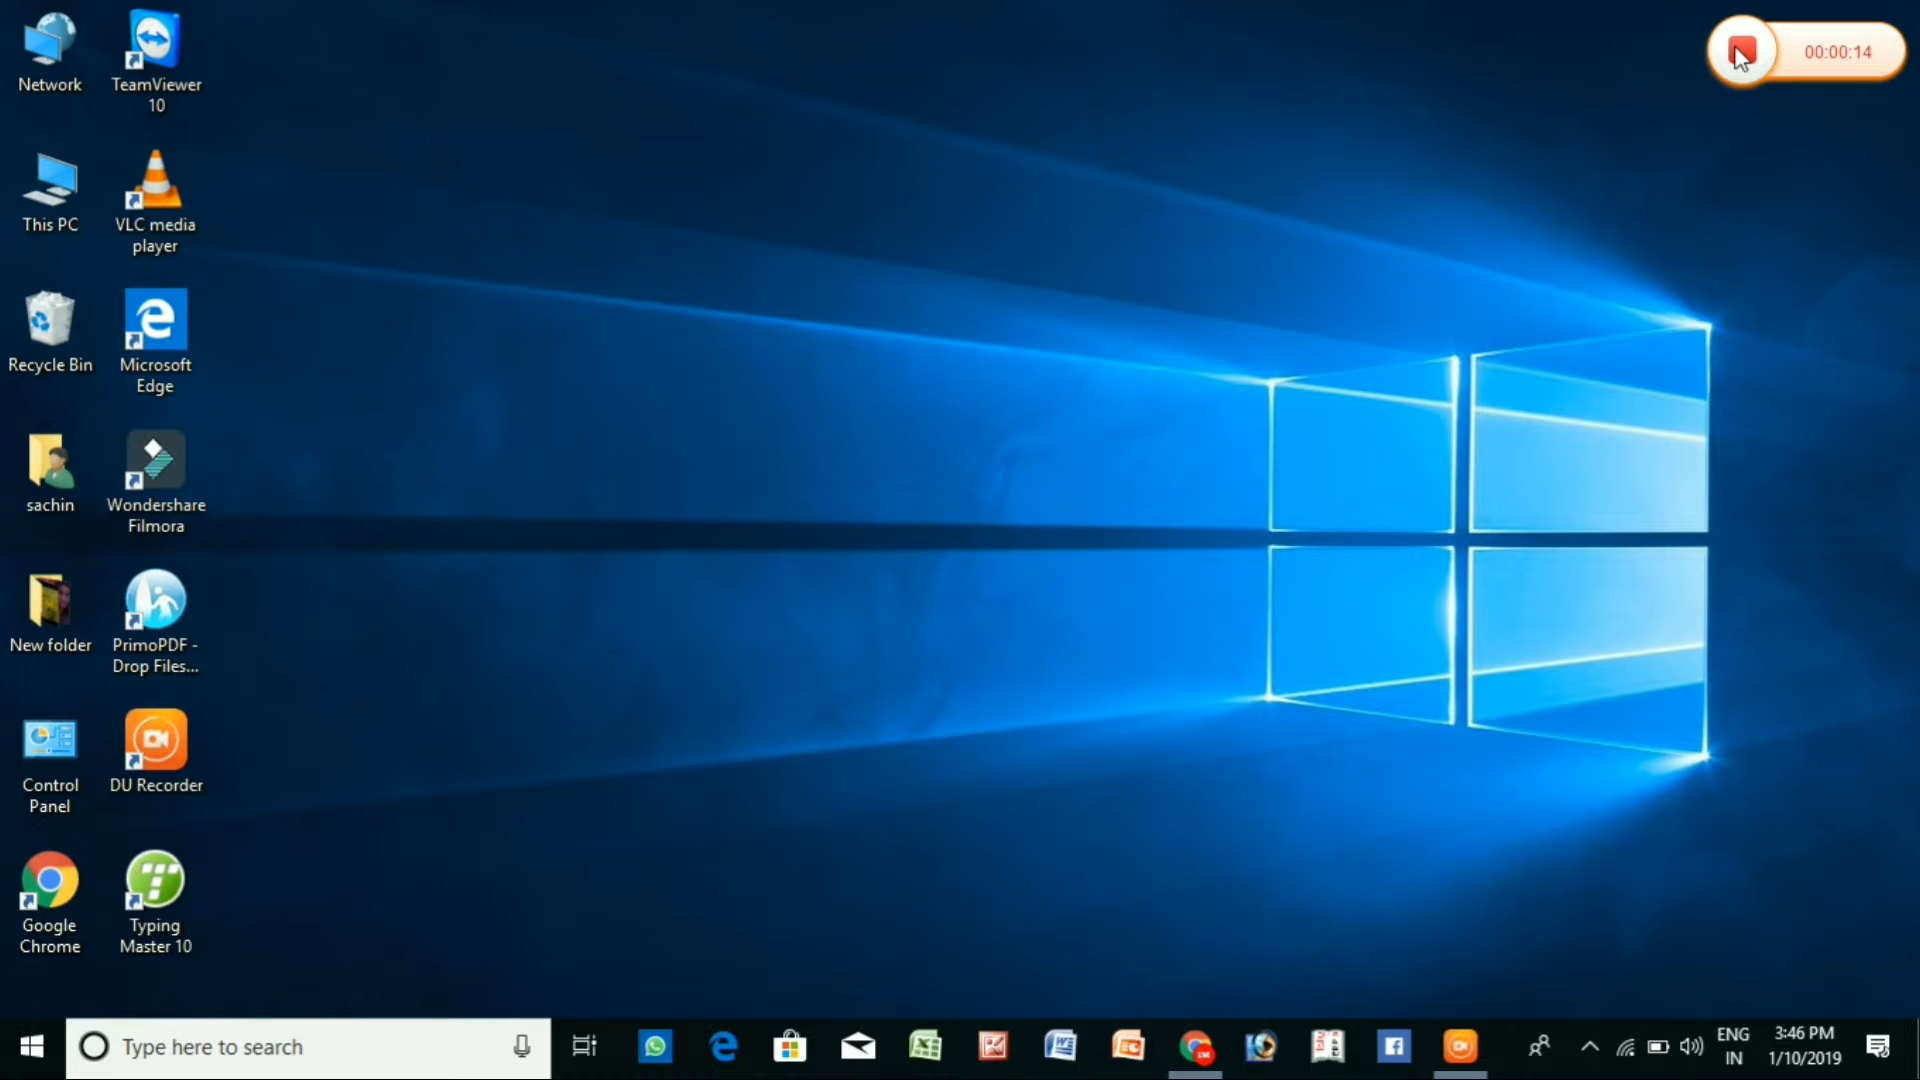 Network
TeamViewer
10
00:00:14
This PC
VLC media
player
Recycle Bin
Microsoft
Edge
sachin
Wondershare
Filmora
New folder
PrimoPDF -
Drop Files...
Control
Panel
DU Recorder
Google
Chrome
Typing
Master 10
Type here to search
ENG
IN
3:46 PM
1/10/2019